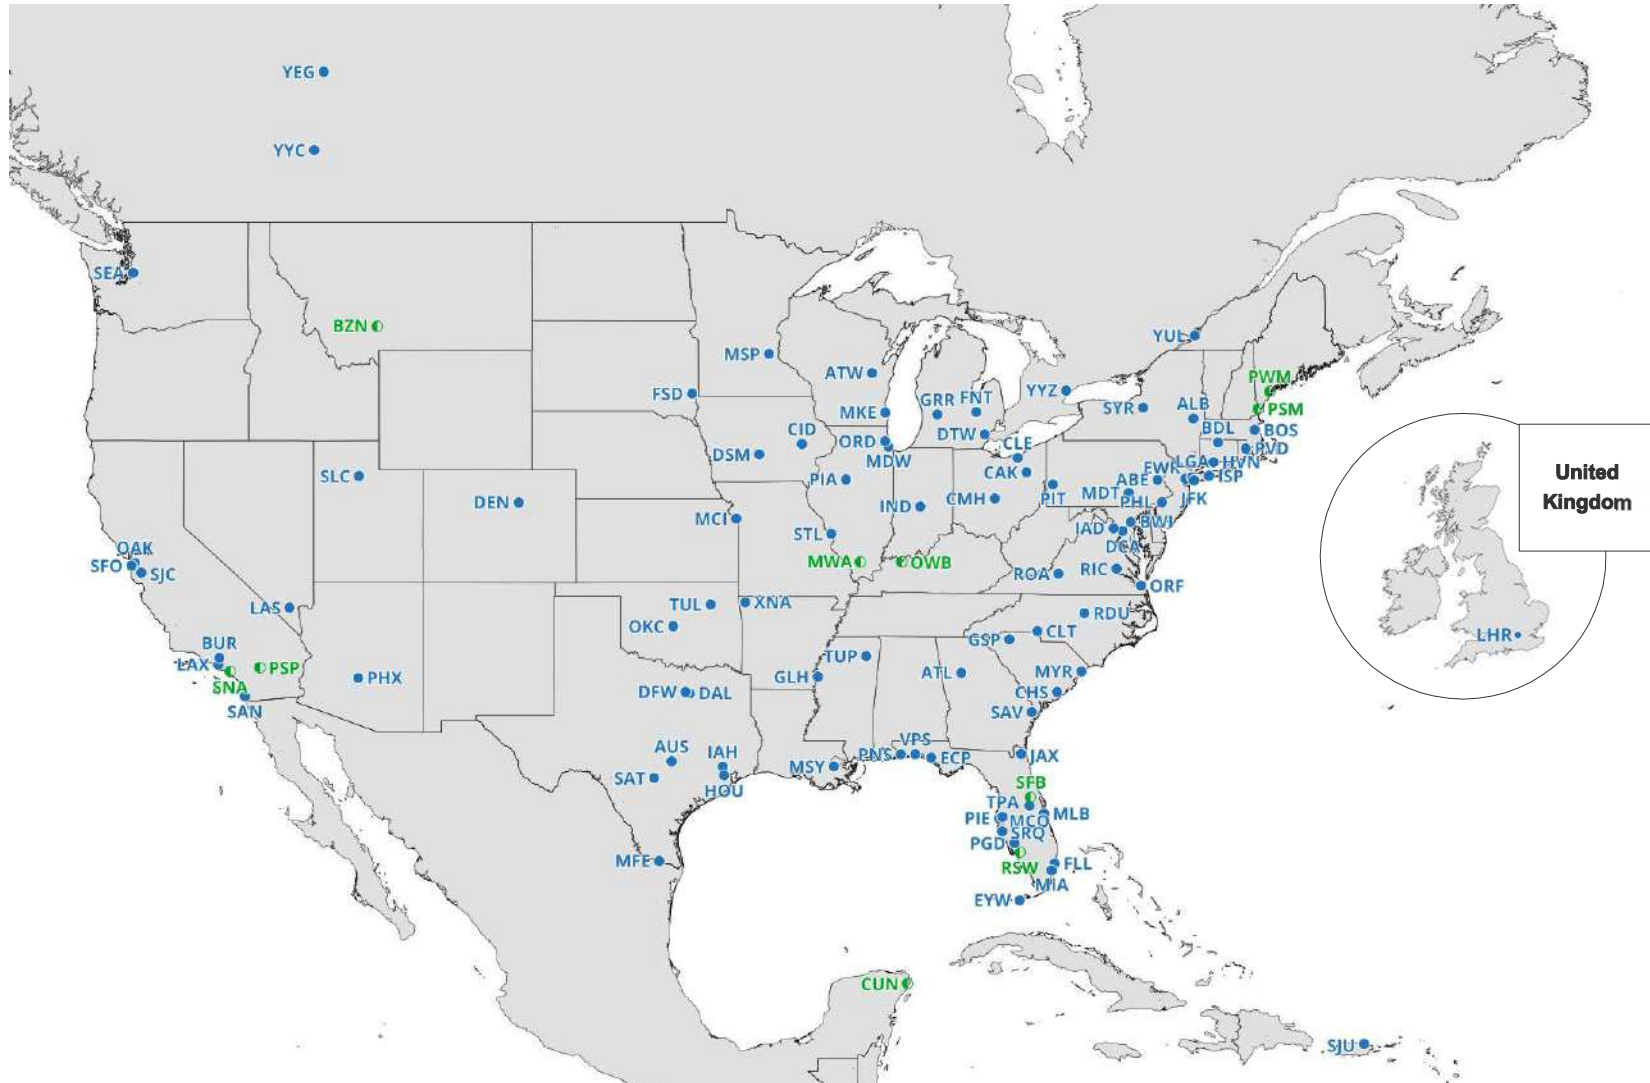 YEG
YYC
SEA
BZN
YUL
MSP
ATW
PWM
FSD
YYZ
GRR
FNT
SYR
ALB
PSM
MKE
CID
ORD
DTW
CLE
BDL
BOS
DSM
MDW
PVD
United
Kingdom
SLC
PIA
CAK
EWR
LGA
HVN
ABE
ISP
DEN
IND
CMH
PIT
MDT
PHL
JFK
MCI
STL
IAD
BWI
DCA
OAK
SFO
SJC
MWA
OWB
ROA
RIC
ORF
LAS
TUL
XNA
RDU
OKC
GSP
CLT
LHR
BUR
LAX
PSP
TUP
SNA
PHX
GLH
ATL
MYR
SAN
DFW
DAL
CHS
SAV
AUS
IAH
PNS
VPS
ECP
JAX
SAT
HOU
MSY
SFB
TPA
PIE
MCO
MLB
SRQ
PGD
MFE
RSW
FLL
MIA
EYW
CUN
SJU